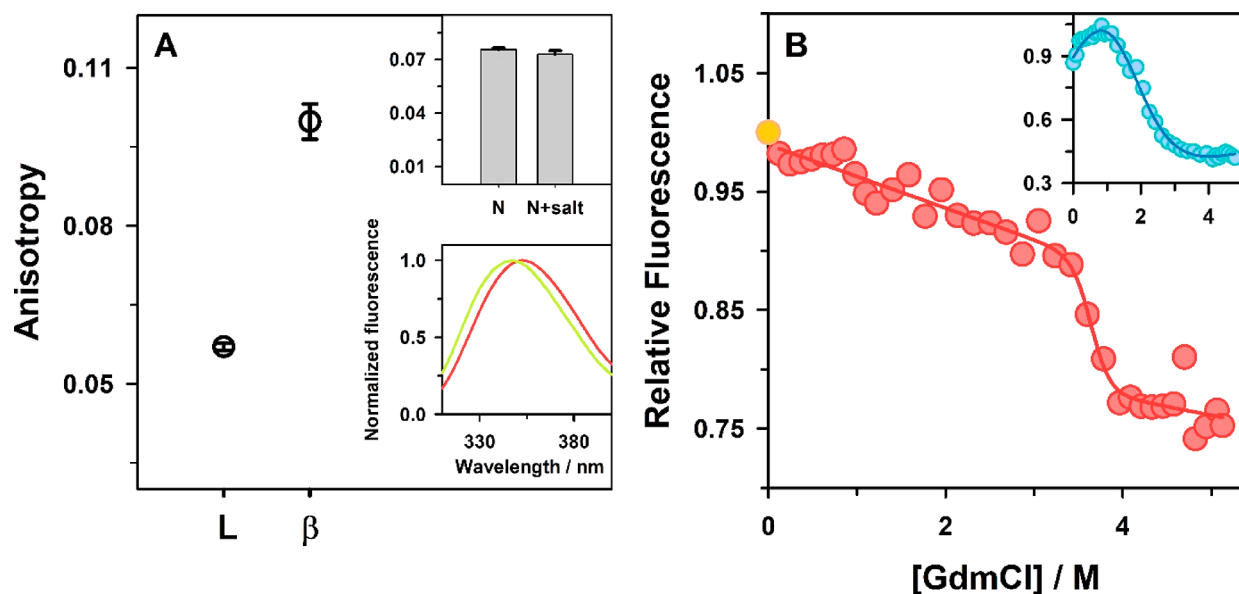 A
Anisotropy
0.11
0.08
0.05
L
β
0.07
0.04
0.01
N
N+salt
Normalized fluorescence
1.0
0.5
0.0
330
380
Wavelength / nm
B
Relative Fluorescence
1.05
0.95
0.85
0.75
0
2
4
[GdmCl] / M
0.9
0.6
0.3
0
2
4